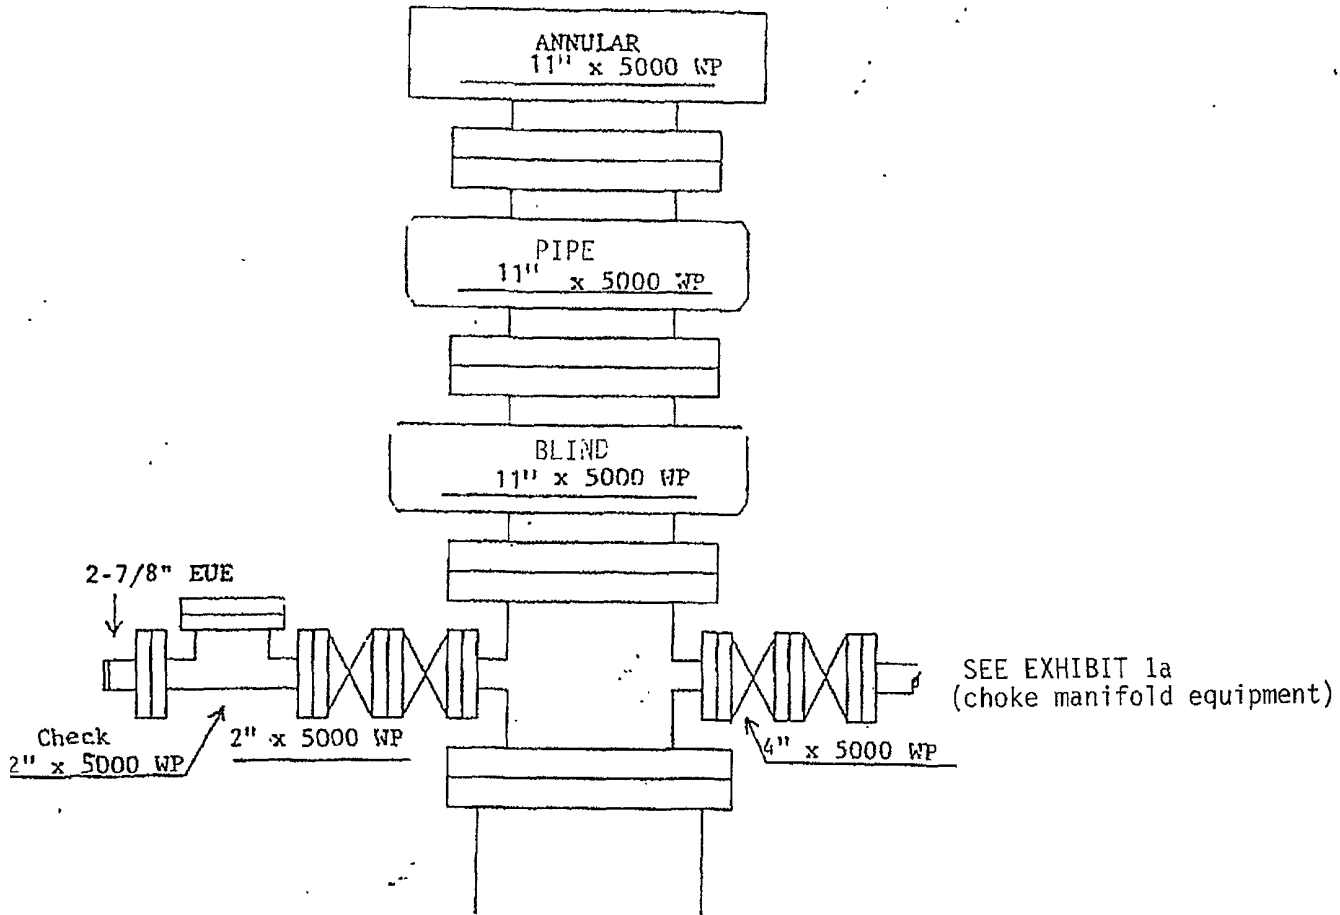 ANNULAR
11" x 5000 WP
PIPE
11" x 5000 WP
BLIND
11" x 5000 WP
2-7/8" EUE
SEE EXHIBIT 1a
(choke manifold equipment)
Check
2" x 5000 WP
2" x 5000 WP
4" x 5000 WP